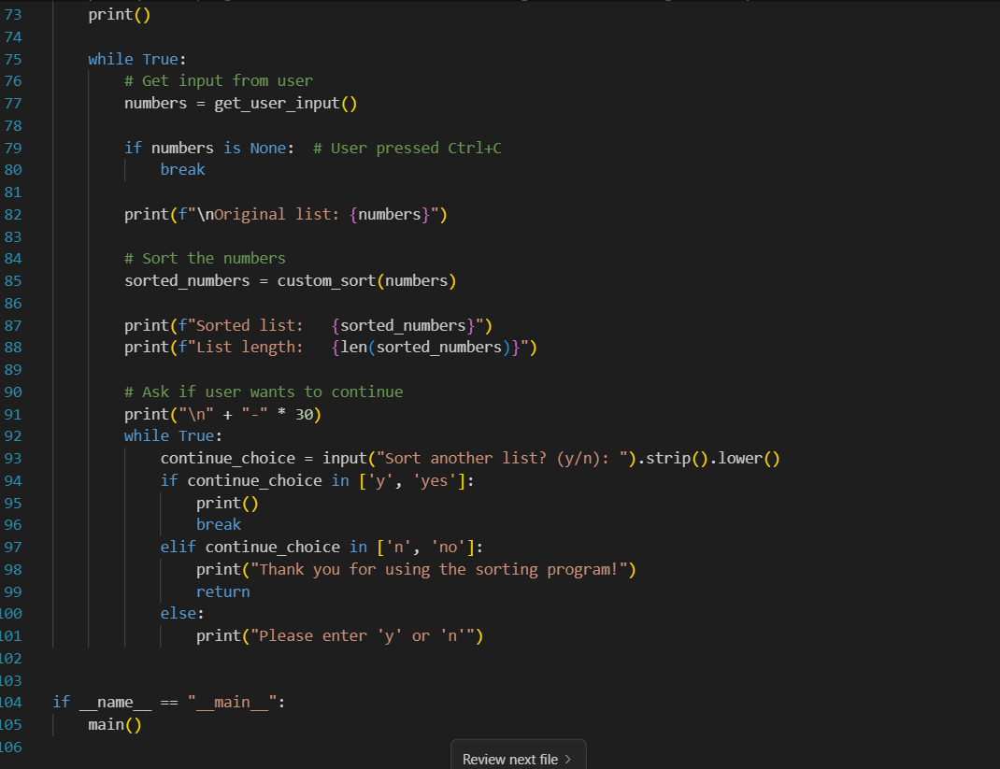 73 print()
74
75 while True:
76 # Get input from user
77 numbers = get_user_input()
78
79 if numbers is None:  # User pressed Ctrl+C
80 break
81
82 print(f"\nOriginal list: {numbers}")
83
84 # Sort the numbers
85 sorted_numbers = custom_sort(numbers)
86
87 print(f"Sorted list:   {sorted_numbers}")
88 print(f"List length:   {len(sorted_numbers)}")
89
90 # Ask if user wants to continue
91 print("\n" + "-" * 30)
92 while True:
93 continue_choice = input("Sort another list? (y/n): ").strip().lower()
94 if continue_choice in ['y', 'yes']:
95 print()
96 break
97 elif continue_choice in ['n', 'no']:
98 print("Thank you for using the sorting program!")
99 return
100 else:
101 print("Please enter 'y' or 'n'")
102
103
104 if __name__ == "__main__":
105 main()
106
Review next file >